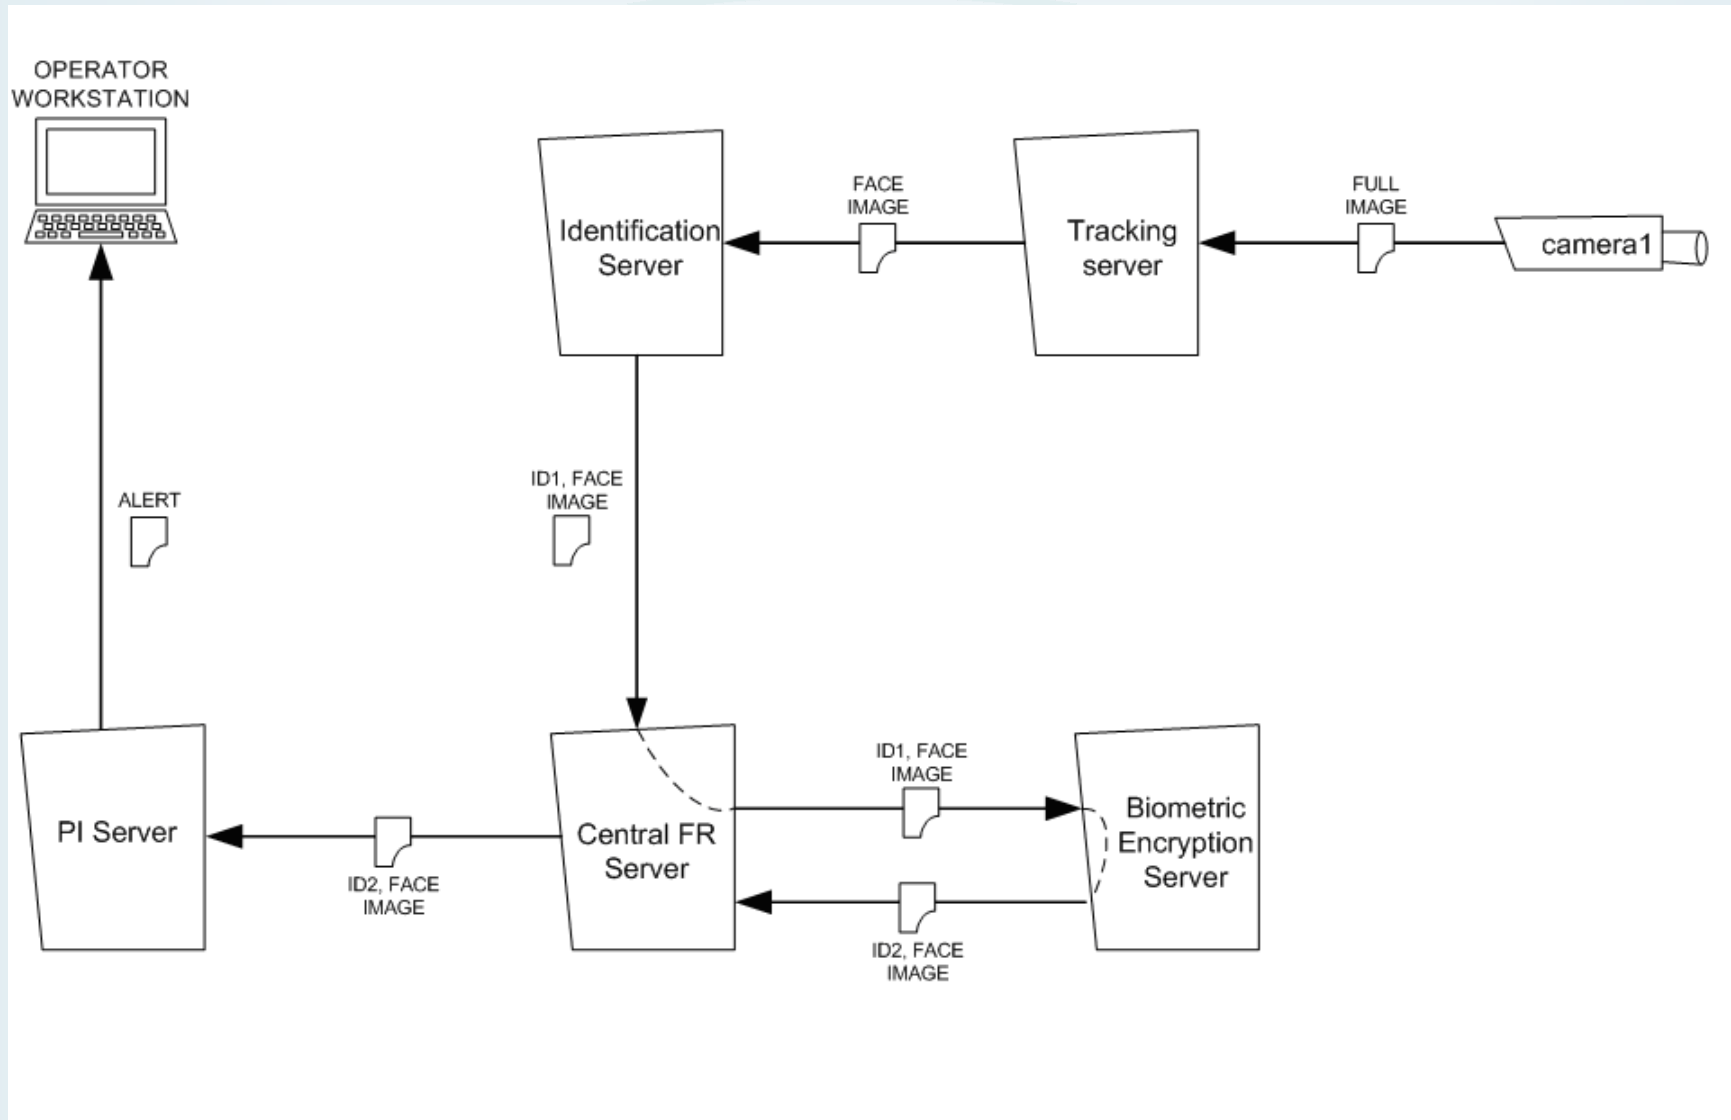 OPERATOR
WORKSTATION
Identification
Server
FACE
IMAGE
Tracking
server
FULL
IMAGE
camera1
ALERT
ID1, FACE
IMAGE
PI Server
ID2, FACE
IMAGE
Central FR
Server
ID1, FACE
IMAGE
ID2, FACE
IMAGE
Biometric
Encryption
Server